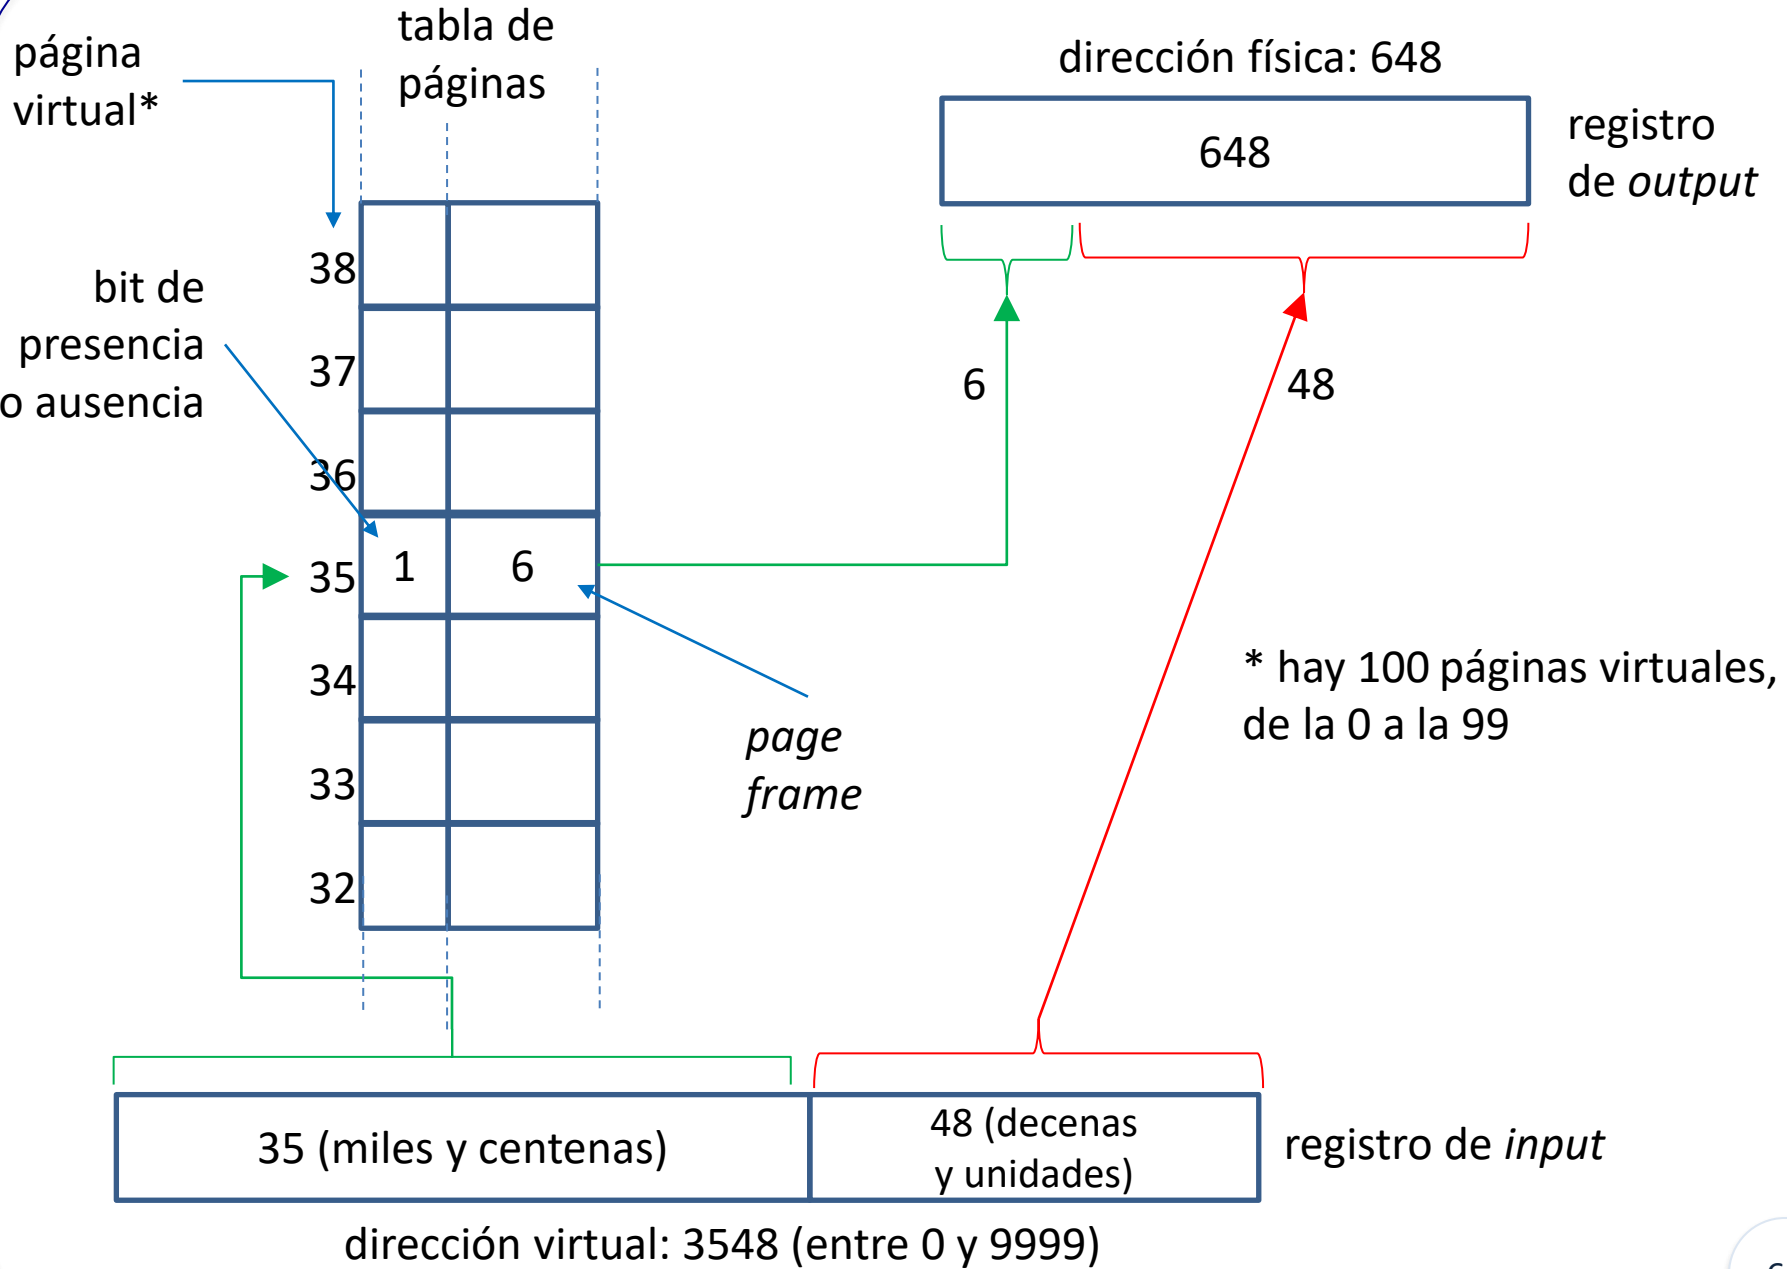 página
virtual*
tabla de
páginas
dirección física: 648
648
registro
de output
bit de
presencia
o ausencia
38
37
36
35
1
6
34
33
32
6
48
page
frame
* hay 100 páginas virtuales,
de la 0 a la 99
35 (miles y centenas)
48 (decenas
y unidades)
registro de input
dirección virtual: 3548 (entre 0 y 9999)